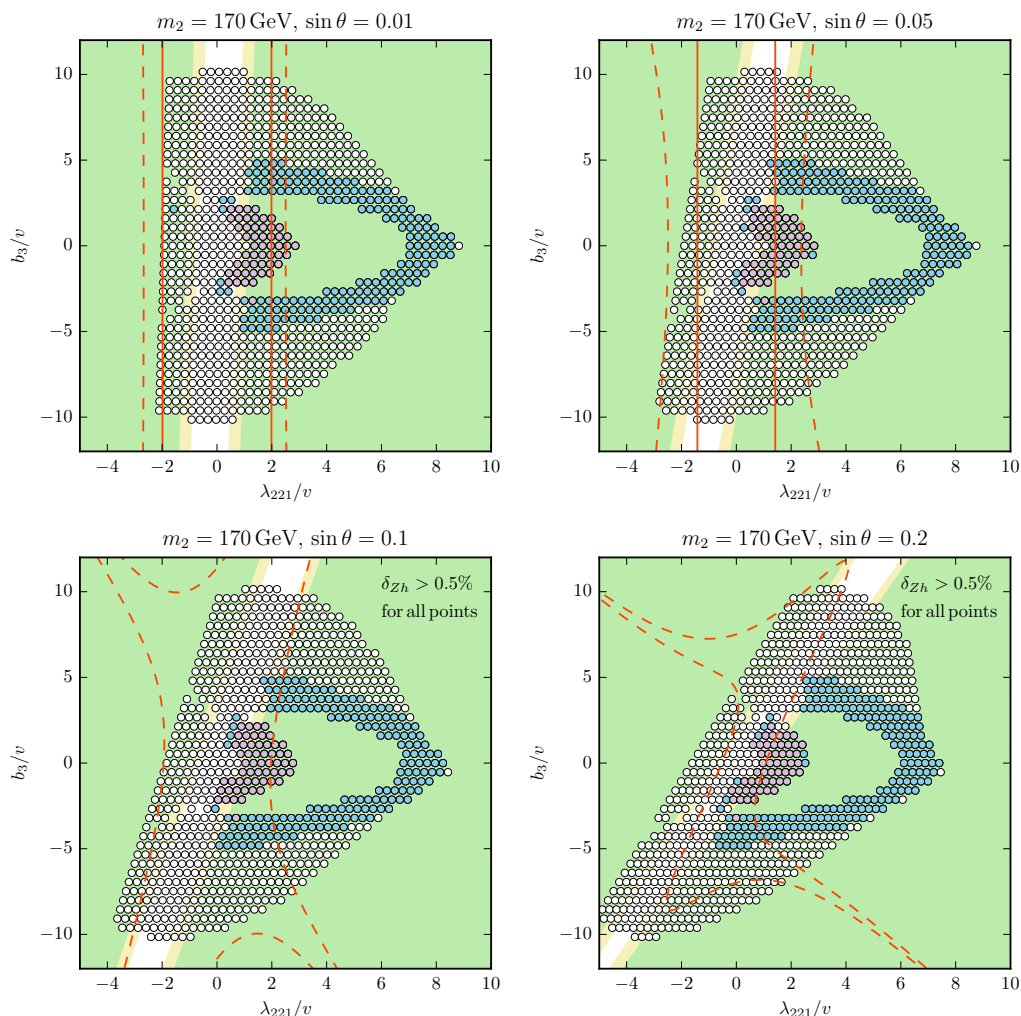 m₂ = 170 GeV, sin θ = 0.01
10
5
0
−5
−10
b₃/v
−4 −2 0 2 4 6 8 10
λ₂₂₁/v
m₂ = 170 GeV, sin θ = 0.05
10
5
0
−5
−10
b₃/v
−4 −2 0 2 4 6 8 10
λ₂₂₁/v
m₂ = 170 GeV, sin θ = 0.1
δ_Zh > 0.5%
for all points
10
5
0
−5
−10
b₃/v
−4 −2 0 2 4 6 8 10
λ₂₂₁/v
m₂ = 170 GeV, sin θ = 0.2
δ_Zh > 0.5%
for all points
10
5
0
−5
−10
b₃/v
−4 −2 0 2 4 6 8 10
λ₂₂₁/v